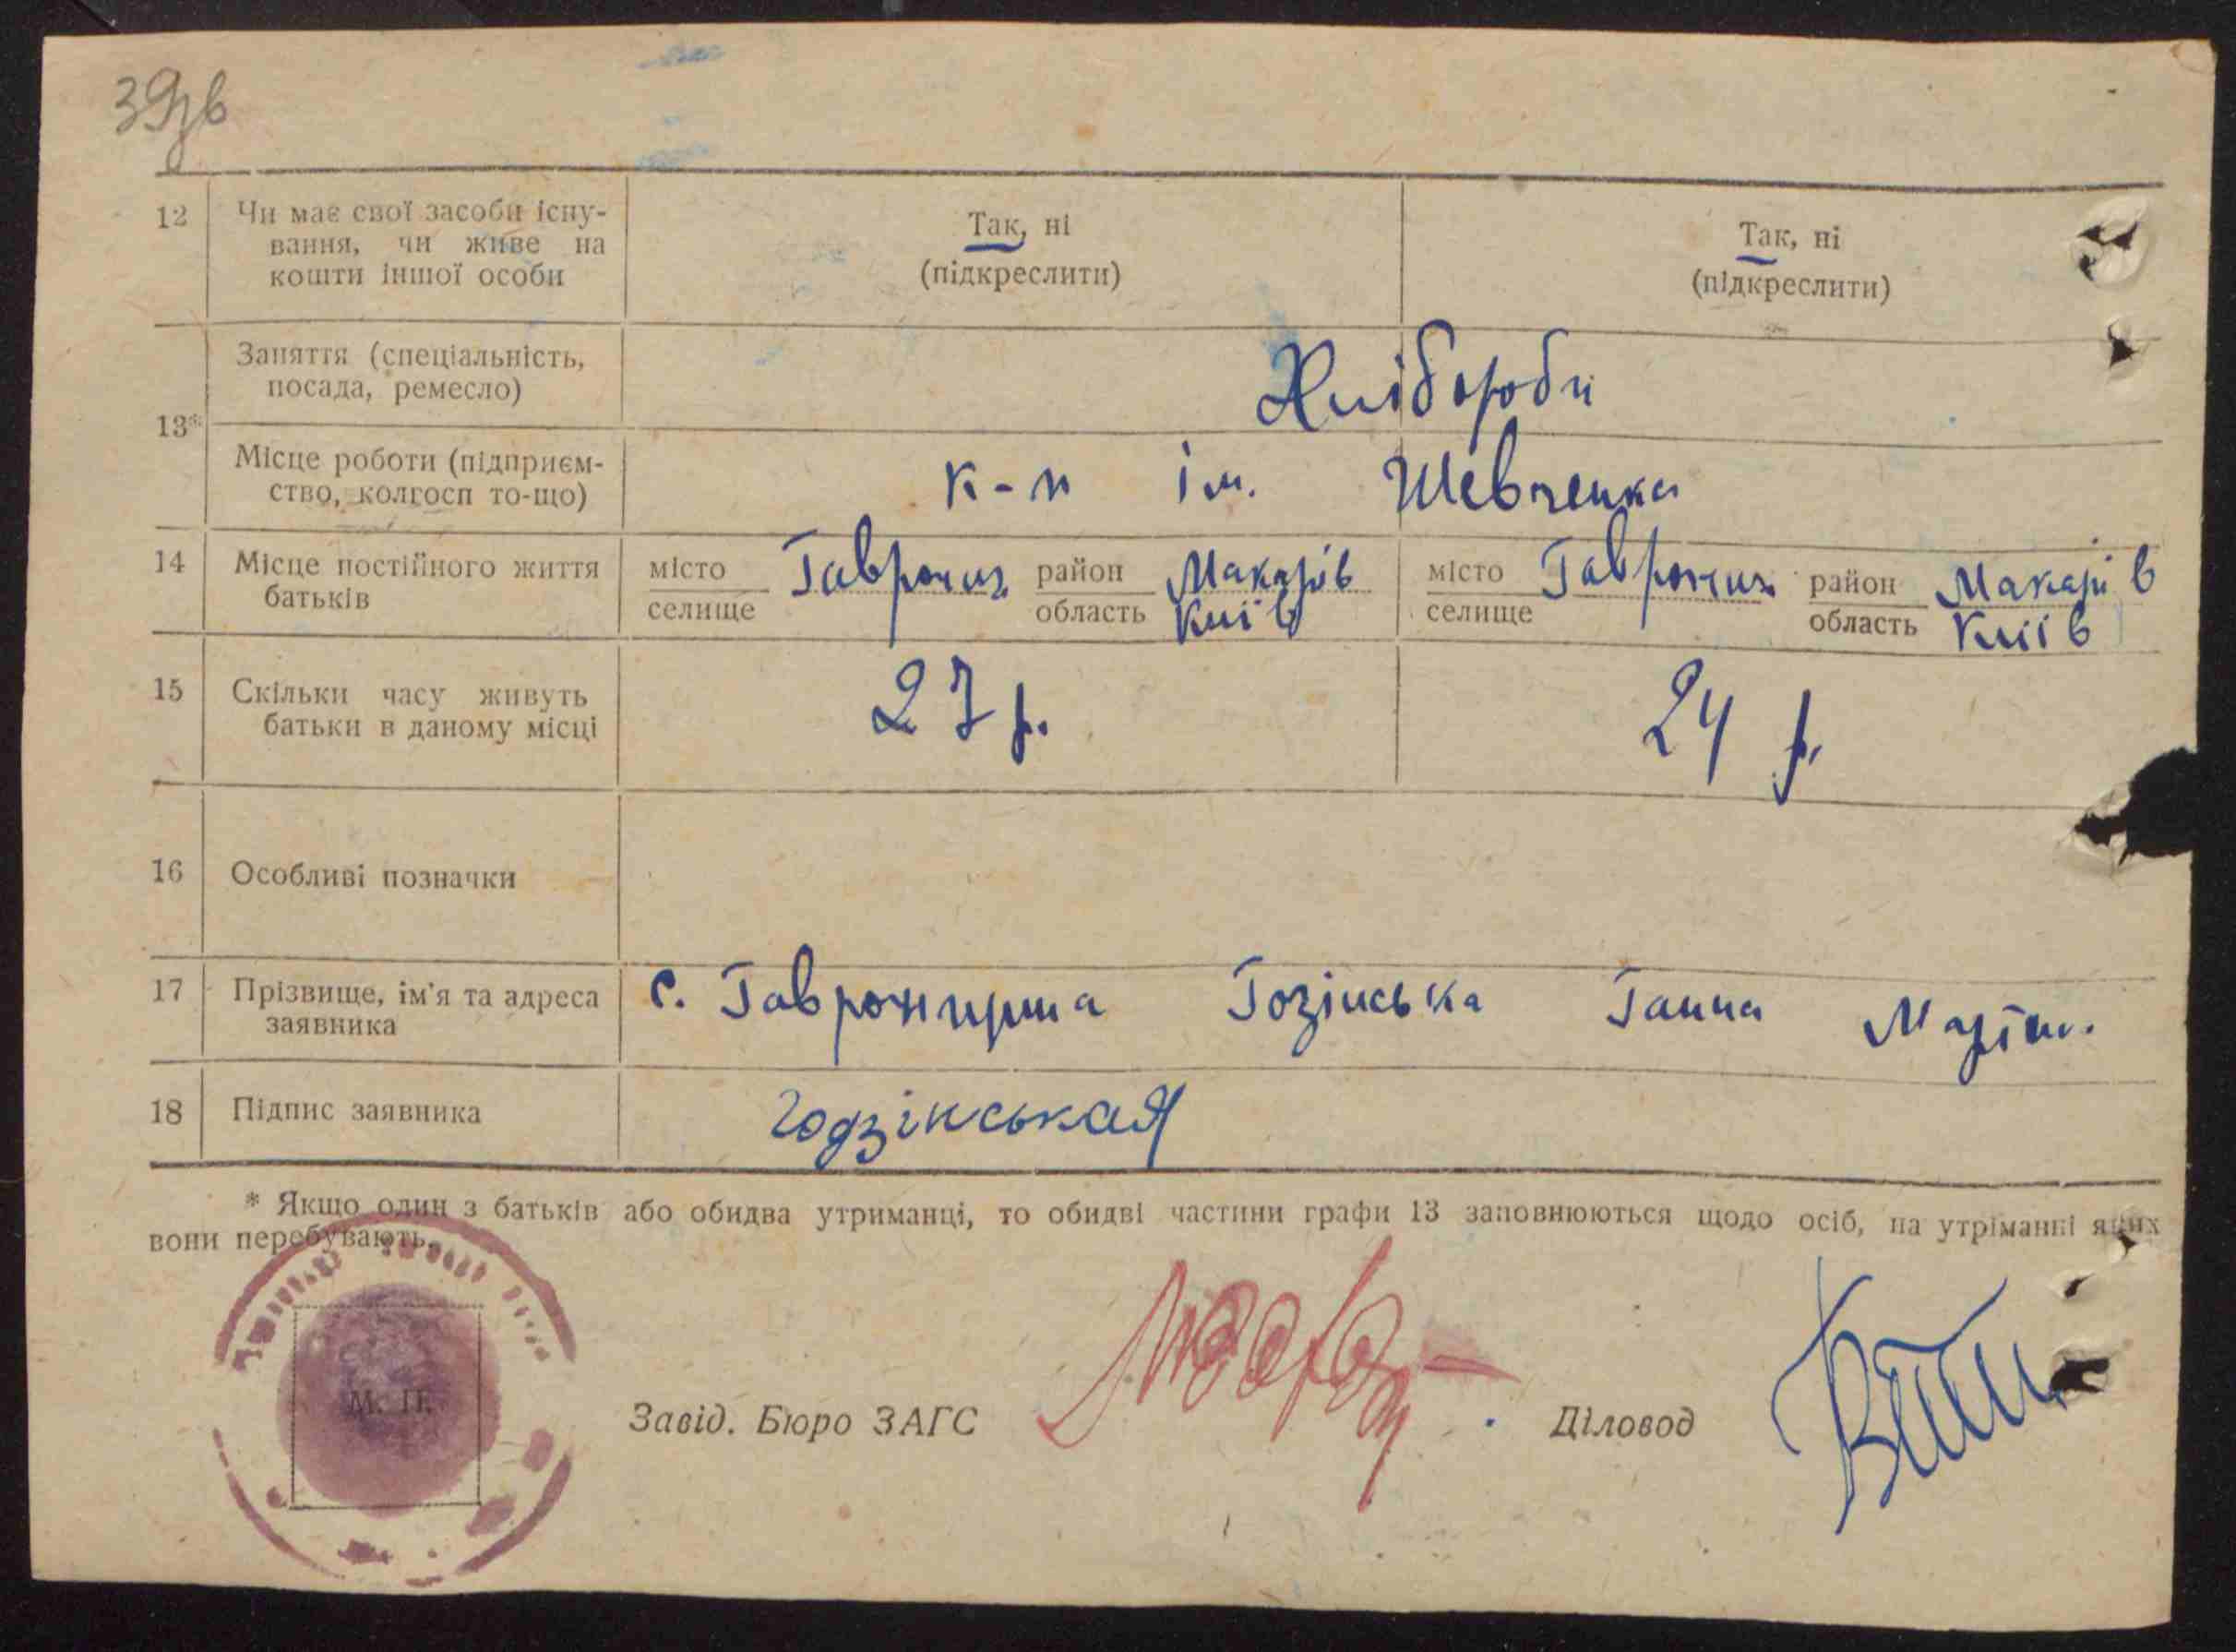 39зв
12 Чи має свої засоби існу-
вання, чи живе на
кошти іншої особи
Так, ні
(підкреслити)
Так, ні
(підкреслити)
13*
Заняття (спеціальність,
посада, ремесло)
Хлібороби
Місце роботи (підприєм-
ство, колгосп то-що)
к-п ім. Шевченка
14 Місце постійного життя
батьків
місто Гаврониз. район Макарів
селище область Київ
місто Гаврониз. район Макарів
селище область Київ
15 Скільки часу живуть
батьки в даному місці
27 р.
24 р.
16 Особливі позначки
17 Прізвище, ім'я та адреса
заявника
с. Гавронщина Гозінська Ганна
18 Підпис заявника
годзінська
* Якщо один з батьків або обидва утриманці, то обидві частини графи 13 заповнюються щодо осіб, на утріманні яких
вони перебувають.
М. П.
Завід. Бюро ЗАГС
Діловод